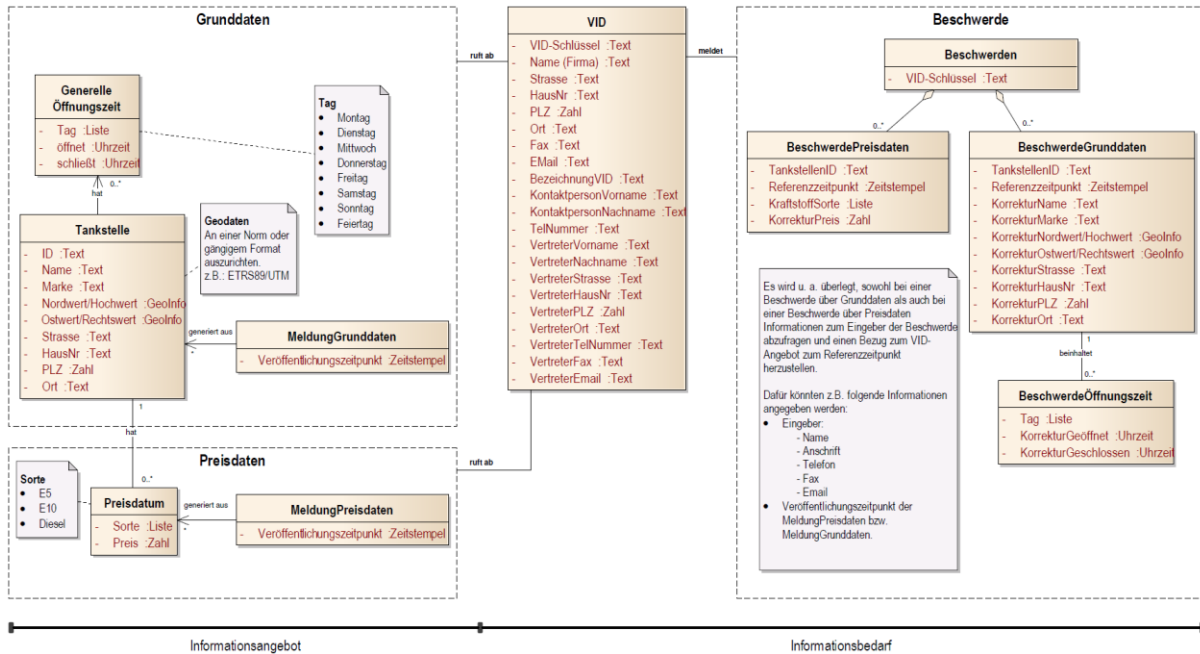 Grunddaten
Generelle
Öffnungszeit
- Tag :Liste
- öffnet :Uhrzeit
- schließt :Uhrzeit
0..*
hat
Tag
• Montag
• Dienstag
• Mittwoch
• Donnerstag
• Freitag
• Samstag
• Sonntag
• Feiertag
Tankstelle
- ID :Text
- Name :Text
- Marke :Text
- Nordwert/Hochwert :GeoInfo
- Ostwert/Rechtswert :GeoInfo
- Strasse :Text
- HausNr :Text
- PLZ :Zahl
- Ort :Text
Geodaten
An einer Norm oder
gängigem Format
auszurichten.
z.B.: ETRS89/UTM
generiert aus
*
MeldungGrunddaten
- Veröffentlichungszeitpunkt :Zeitstempel
1
hat
0..*
Preisdaten
Sorte
• E5
• E10
• Diesel
Preisdatum
- Sorte :Liste
- Preis :Zahl
generiert aus
*
MeldungPreisdaten
- Veröffentlichungszeitpunkt :Zeitstempel
ruft ab
ruft ab
VID
- VID-Schlüssel :Text
- Name (Firma) :Text
- Strasse :Text
- HausNr :Text
- PLZ :Zahl
- Ort :Text
- Fax :Text
- EMail :Text
- BezeichnungVID :Text
- KontaktpersonVorname :Text
- KontaktpersonNachname :Text
- TelNummer :Text
- VertreterVorname :Text
- VertreterNachname :Text
- VertreterStrasse :Text
- VertreterHausNr :Text
- VertreterPLZ :Zahl
- VertreterOrt :Text
- VertreterTelNummer :Text
- VertreterFax :Text
- VertreterEmail :Text
meldet
Beschwerde
Beschwerden
- VID-Schlüssel :Text
0..*
0..*
BeschwerdePreisdaten
- TankstellenID :Text
- Referenzzeitpunkt :Zeitstempel
- KraftstoffSorte :Liste
- KorrekturPreis :Zahl
BeschwerdeGrunddaten
- TankstellenID :Text
- Referenzzeitpunkt :Zeitstempel
- KorrekturName :Text
- KorrekturMarke :Text
- KorrekturNordwert/Hochwert :GeoInfo
- KorrekturOstwert/Rechtswert :GeoInfo
- KorrekturStrasse :Text
- KorrekturHausNr :Text
- KorrekturPLZ :Zahl
- KorrekturOrt :Text
1
beinhaltet
0..*
BeschwerdeÖffnungszeit
- Tag :Liste
- KorrekturGeöffnet :Uhrzeit
- KorrekturGeschlossen :Uhrzeit
Es wird u. a. überlegt, sowohl bei einer
Beschwerde über Grunddaten als auch bei
einer Beschwerde über Preisdaten
Informationen zum Eingeber der Beschwerde
abzufragen und einen Bezug zum VID-
Angebot zum Referenzzeitpunkt
herzustellen.
Dafür könnten z.B. folgende Informationen
angegeben werden:
• Eingeber:
- Name
- Anschrift
- Telefon
- Fax
- Email
• Veröffentlichungszeitpunkt der
MeldungPreisdaten bzw.
MeldungGrunddaten.
Informationsangebot
Informationsbedarf